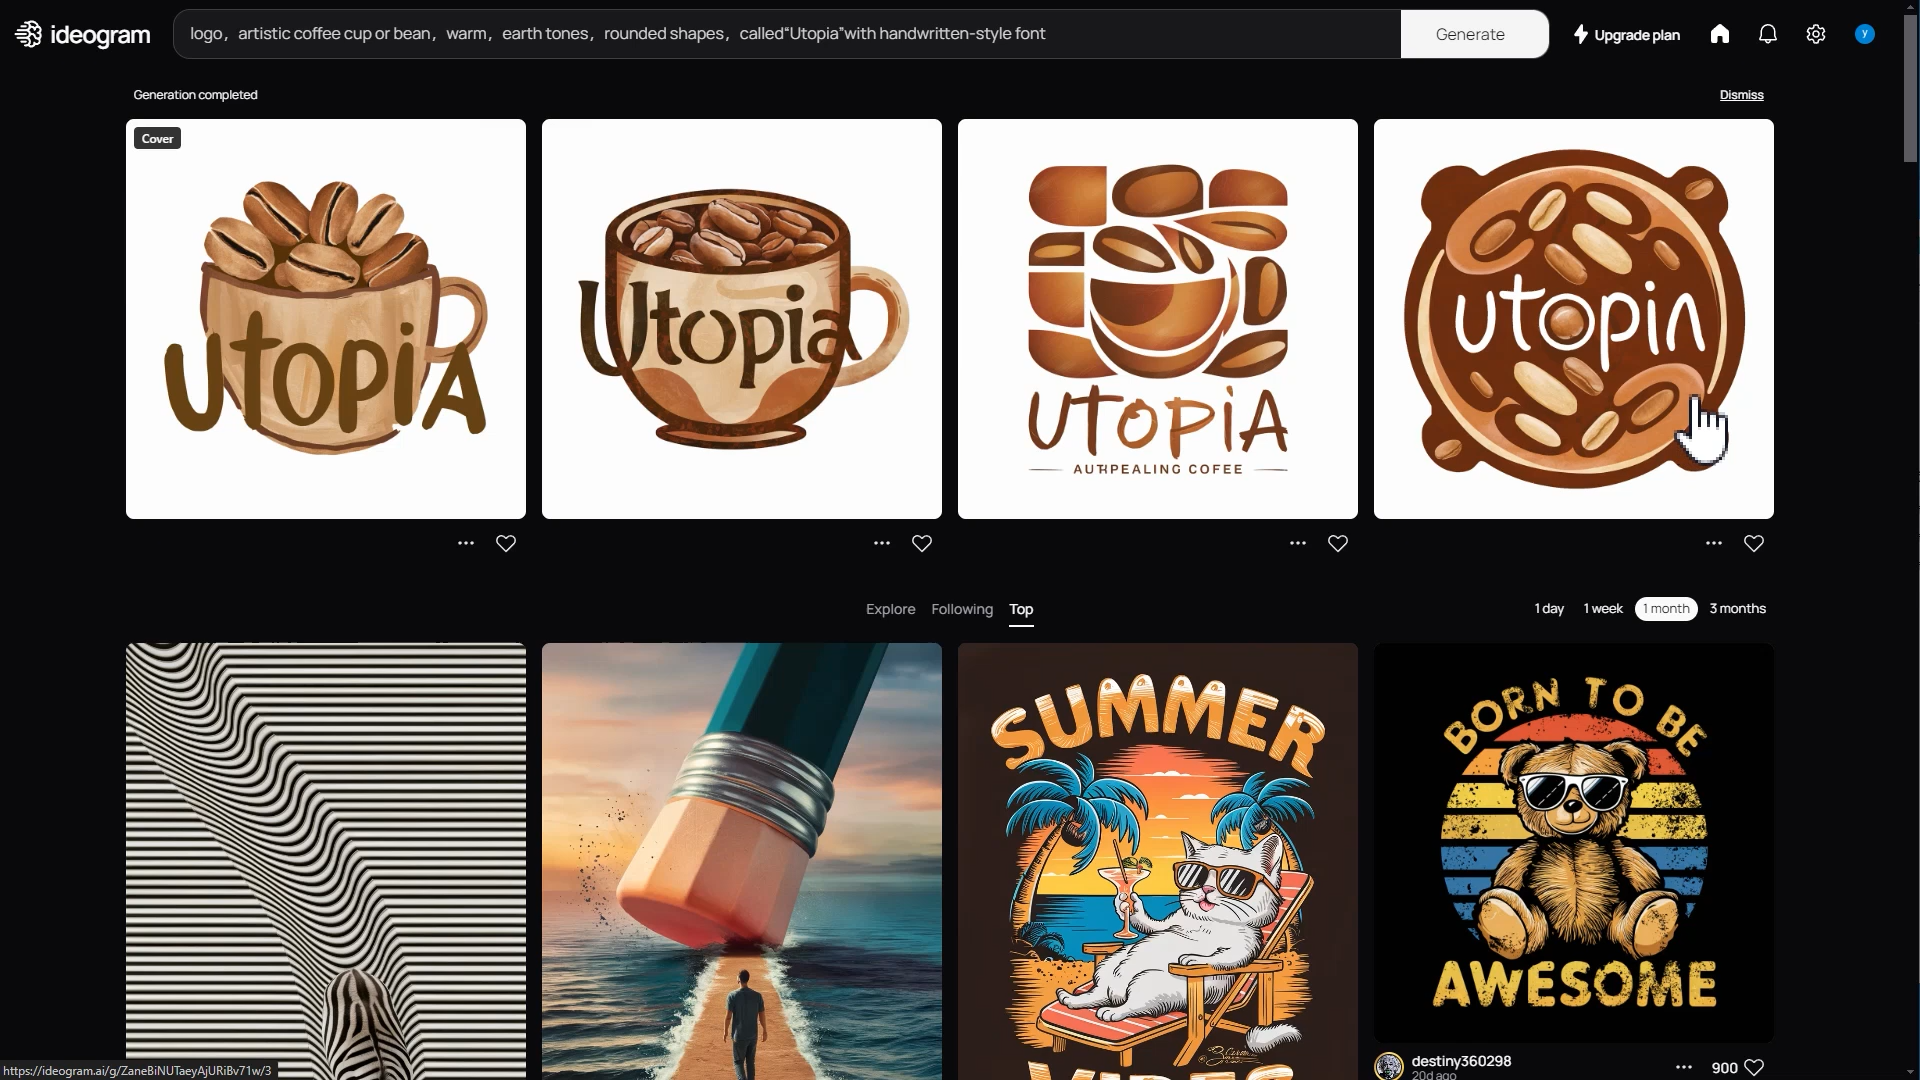 ideogram
logo, artistic coffee cup or bean, warm, earth tones, rounded shapes, called“Utopia”with handwritten-style font
Generate
Upgrade plan
y
Generation completed
Dismiss
Cover
UtopiA
Utopia
UTOPiA
AUTHPEALING COFEE
utopin
Explore
Following
Top
1 day
1 week
1 month
3 months
SUMMER
VIBES
BORN TO BE
AWESOME
destiny360298
20d ago
900
https://ideogram.ai/g/ZaneBiNUTaeyAjURiBv71w/3